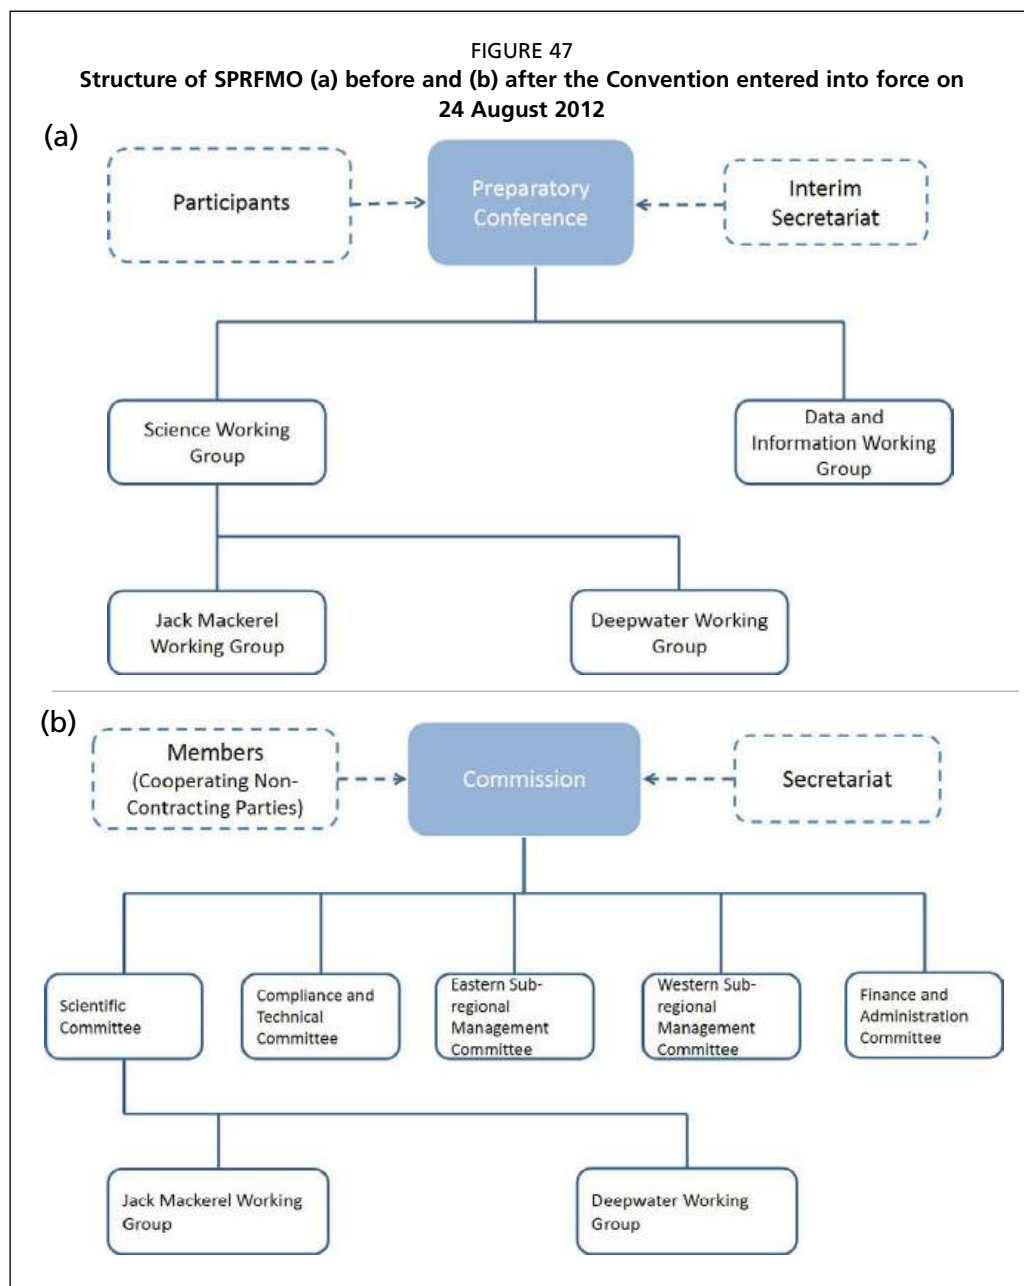 FIGURE 47
Structure of SPRFMO (a) before and (b) after the Convention entered into force on
24 August 2012
(a)
Participants
Preparatory
Conference
Interim
Secretariat
Science Working
Group
Data and
Information Working
Group
Jack Mackerel
Working Group
Deepwater Working
Group
(b)
Members
(Cooperating Non-
Contracting Parties)
Commission
Secretariat
Scientific
Committee
Compliance and
Technical
Committee
Eastern Sub-
regional
Management
Committee
Western Sub-
regional
Management
Committee
Finance and
Administration
Committee
Jack Mackerel Working
Group
Deepwater Working
Group